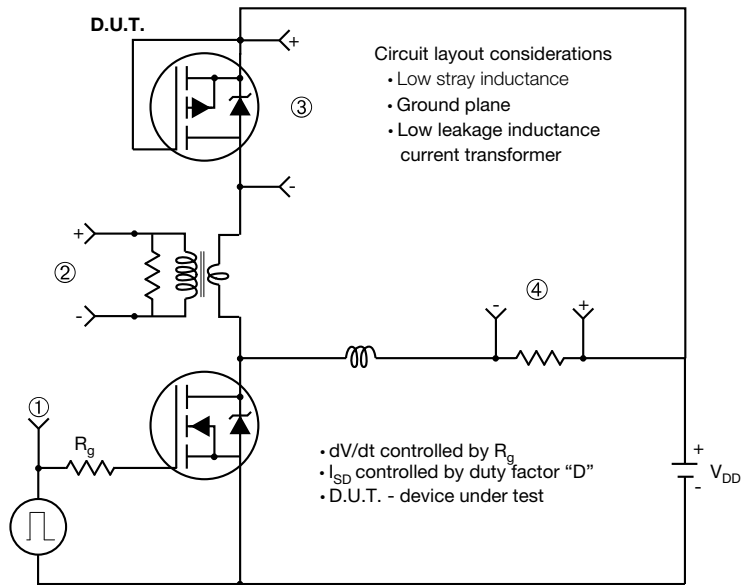 D.U.T.
+
Circuit layout considerations
• Low stray inductance
• Ground plane
• Low leakage inductance
current transformer
③
-
+
②
-
-
④
+
①
Rg
• dV/dt controlled by Rg
• ISD controlled by duty factor “D”
• D.U.T. - device under test
+
VDD
-